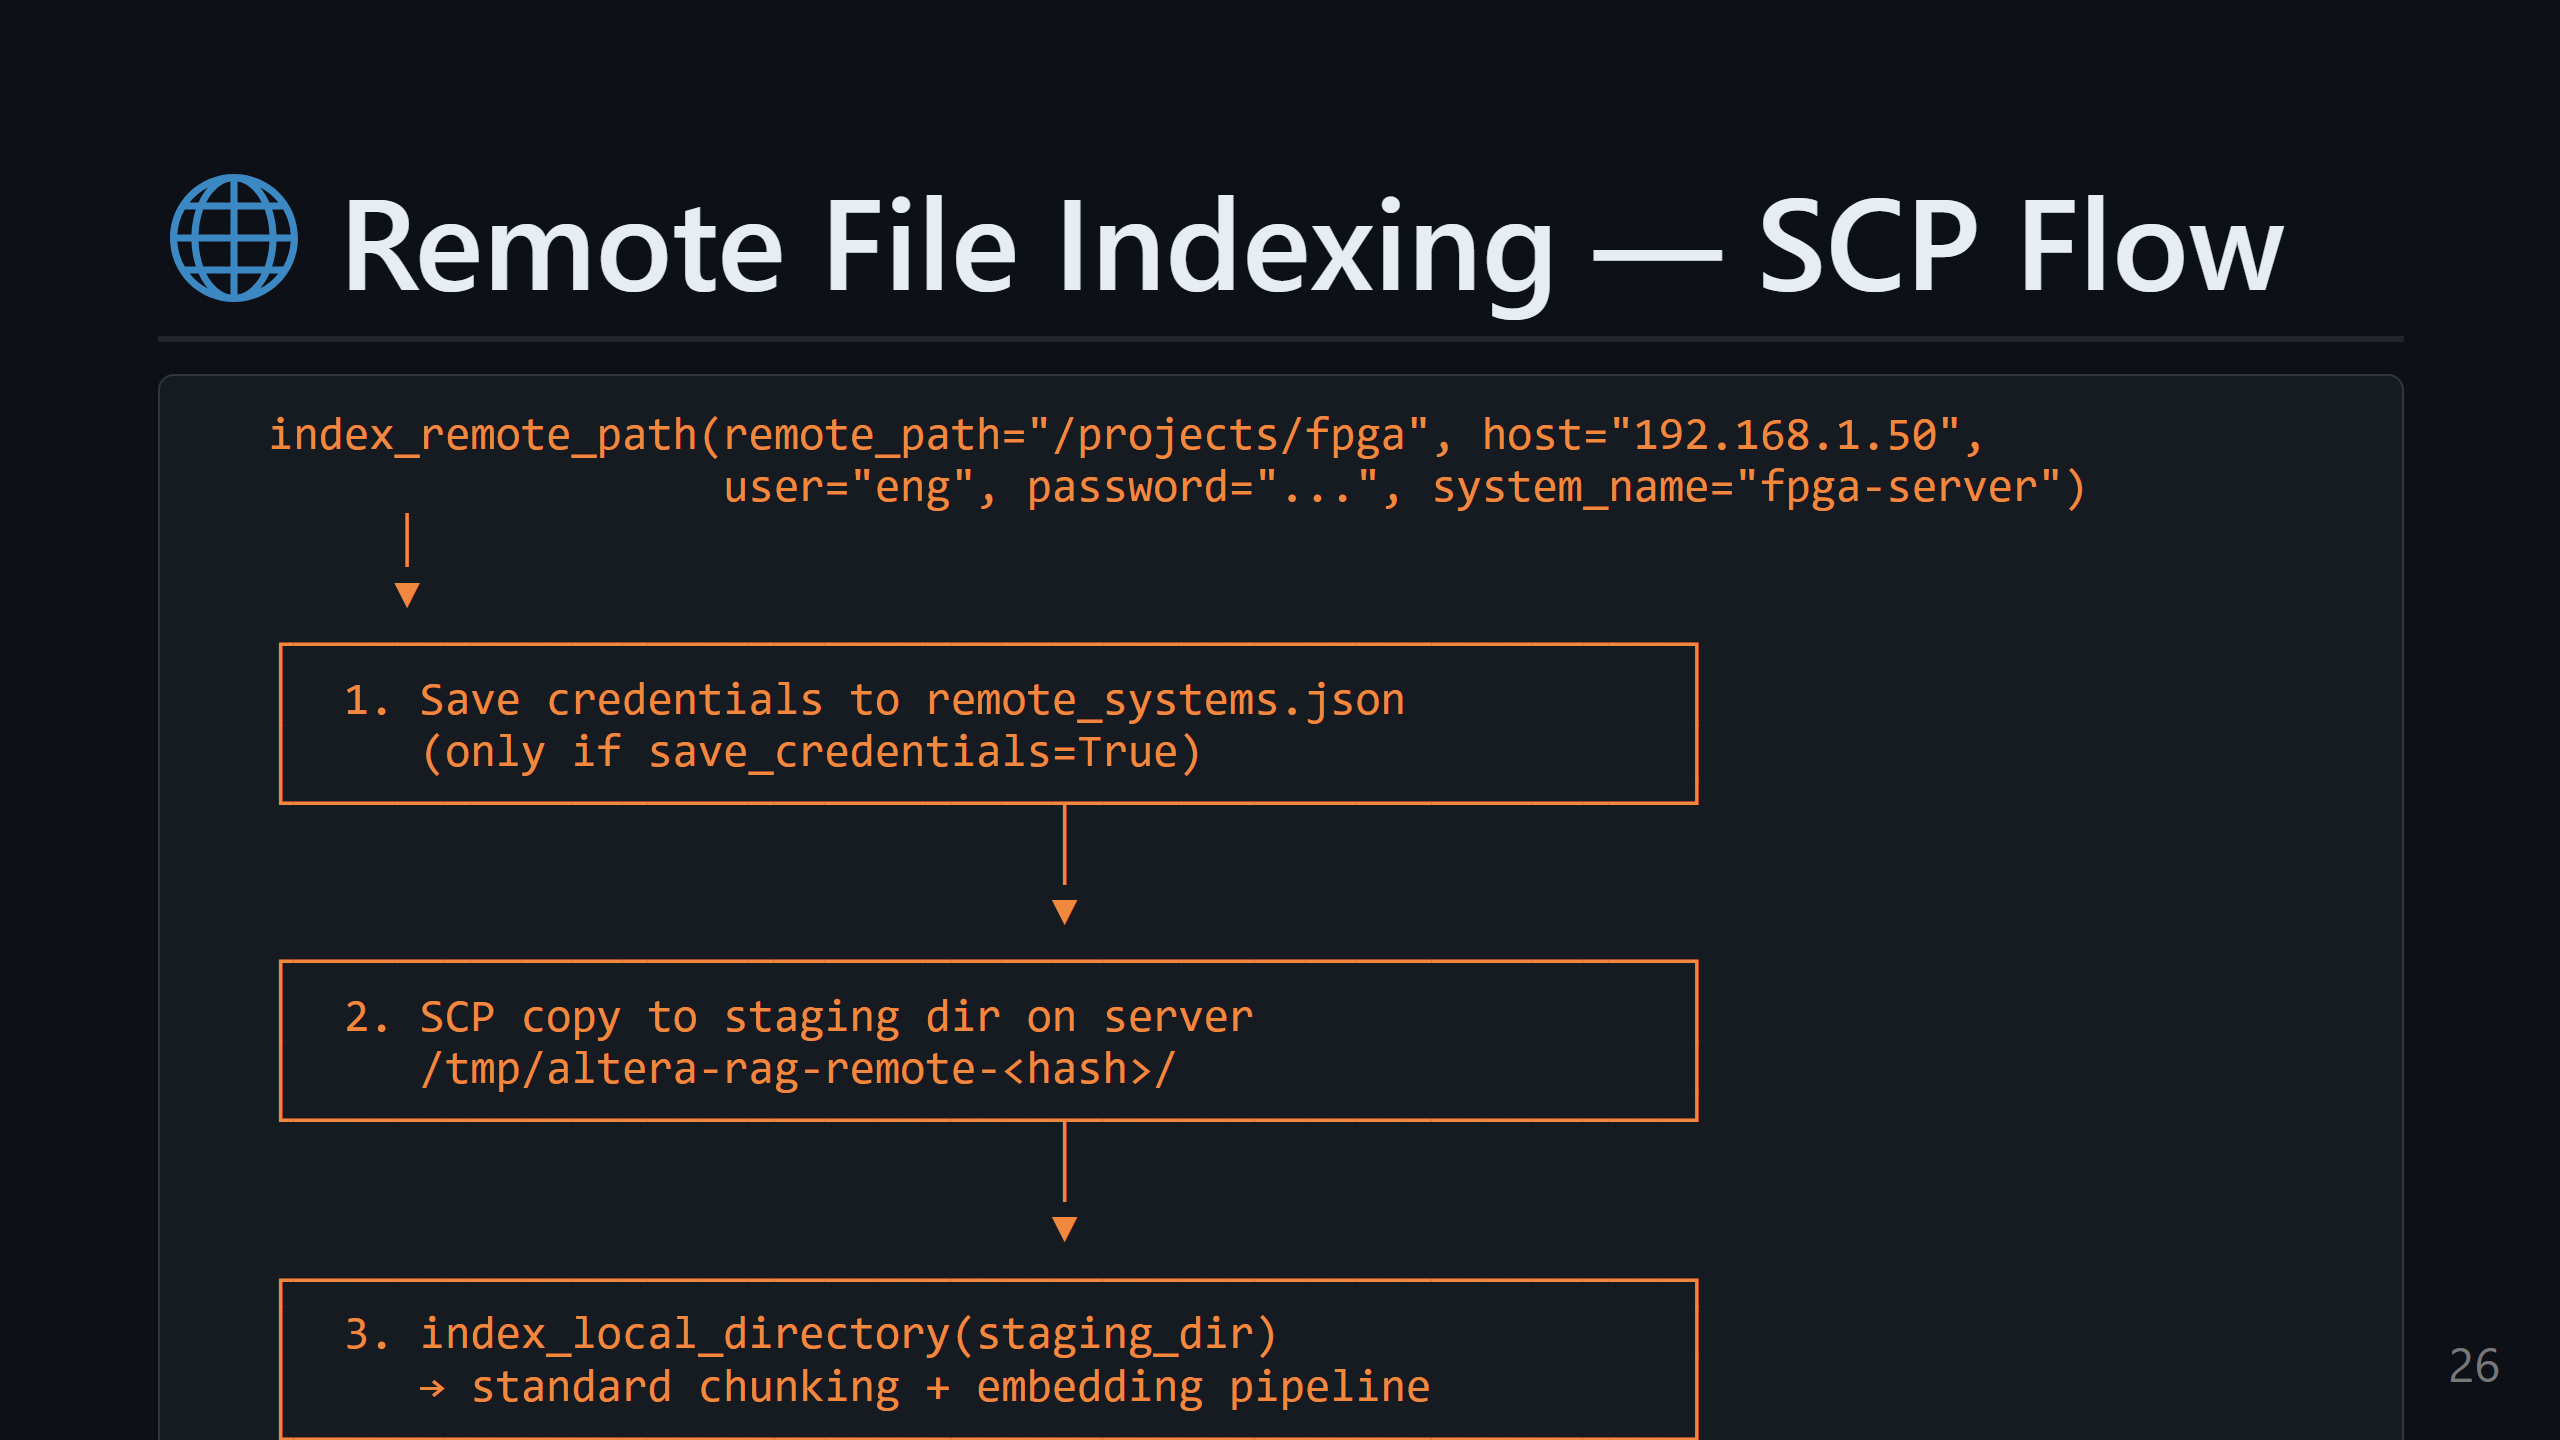 Remote File Indexing — SCP Flow
index_remote_path(remote_path="/projects/fpga", host="192.168.1.50",
user="eng", password="...", system_name="fpga-server")
1. Save credentials to remote_systems.json
(only if save_credentials=True)
2. SCP copy to staging dir on server
/tmp/altera-rag-remote-<hash>/
3. index_local_directory(staging_dir)
→ standard chunking + embedding pipeline
26